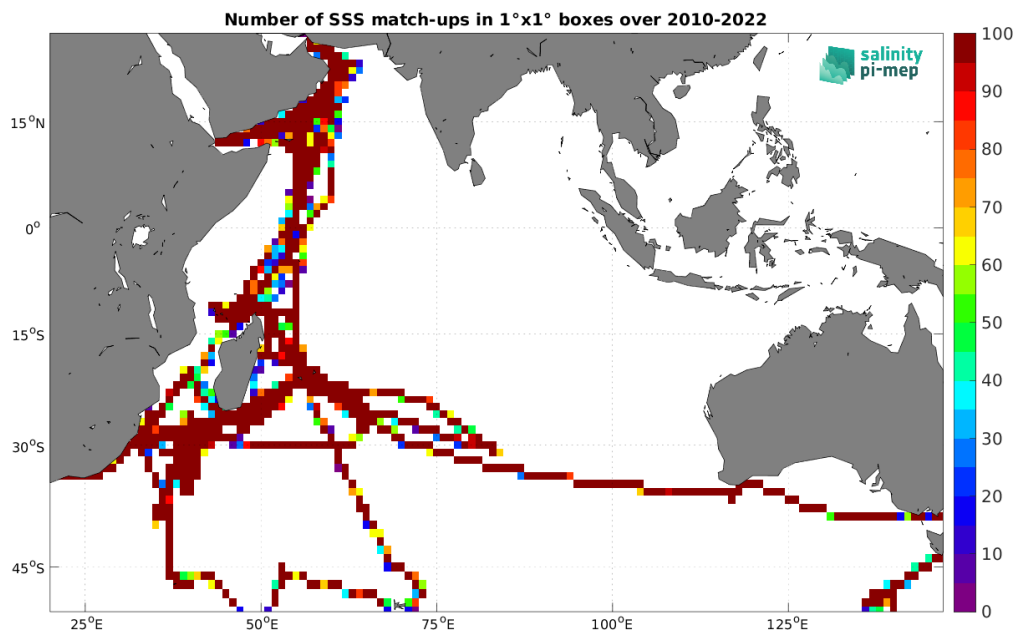 Number of SSS match-ups in 1°x1° boxes over 2010-2022
salinity
pi-mep
100
90
80
70
60
50
40
30
20
10
0
15°N
0°
15°S
30°S
45°S
25°E
50°E
75°E
100°E
125°E